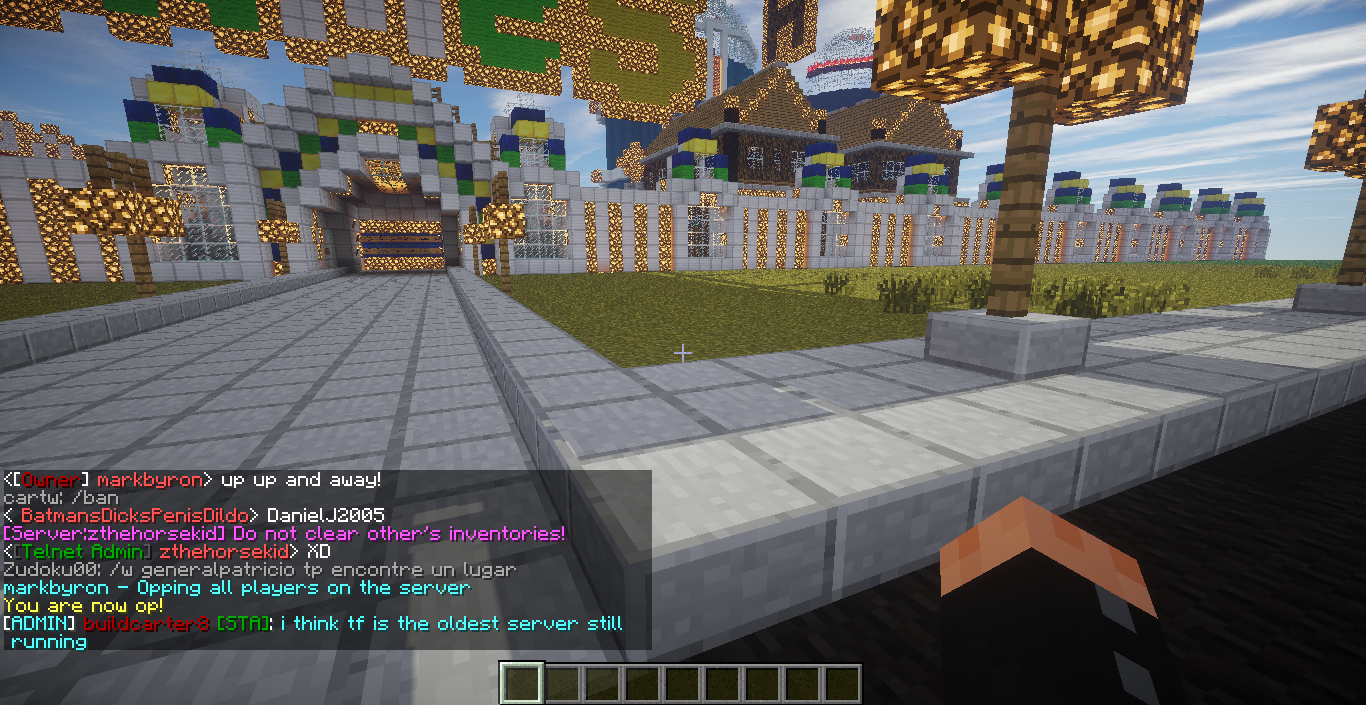 <[Owner] markbyron> up up and away!
cartw: /ban
< BatmansDicksPenisDildo> DanielJ2005
[Server:zthehorsekid] Do not clear other's inventories!
<[Telnet Admin] zthehorsekid> XD
Zudoku00: /w generalpatricio tp encontre un lugar
markbyron - Opping all players on the server
You are now op!
[ADMIN] buildcarter8 [STA]: i think tf is the oldest server still
running